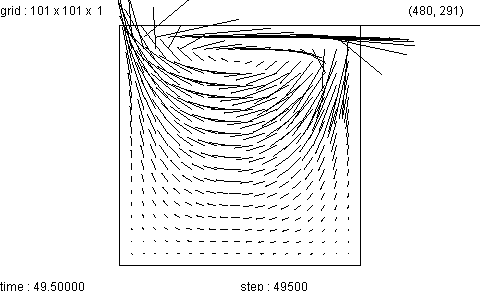 grid : 101 x 101 x 1
(480, 291)
time : 49.50000
step : 49500